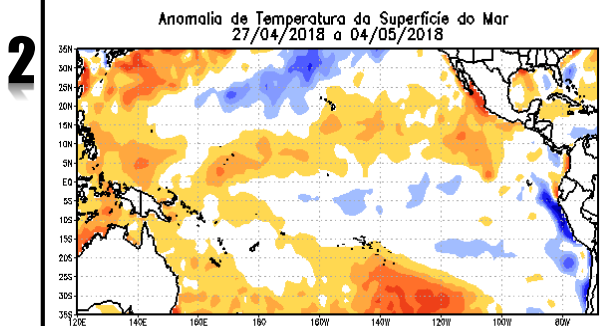 2
Anomalia de Temperatura da Superfície do Mar
27/04/2018 a 04/05/2018
35N
30N
25N
20N
15N
10N
5N
EQ
5S
10S
15S
20S
25S
30S
35S
120E 140E 160E 180 160W 140W 120W 100W 80W